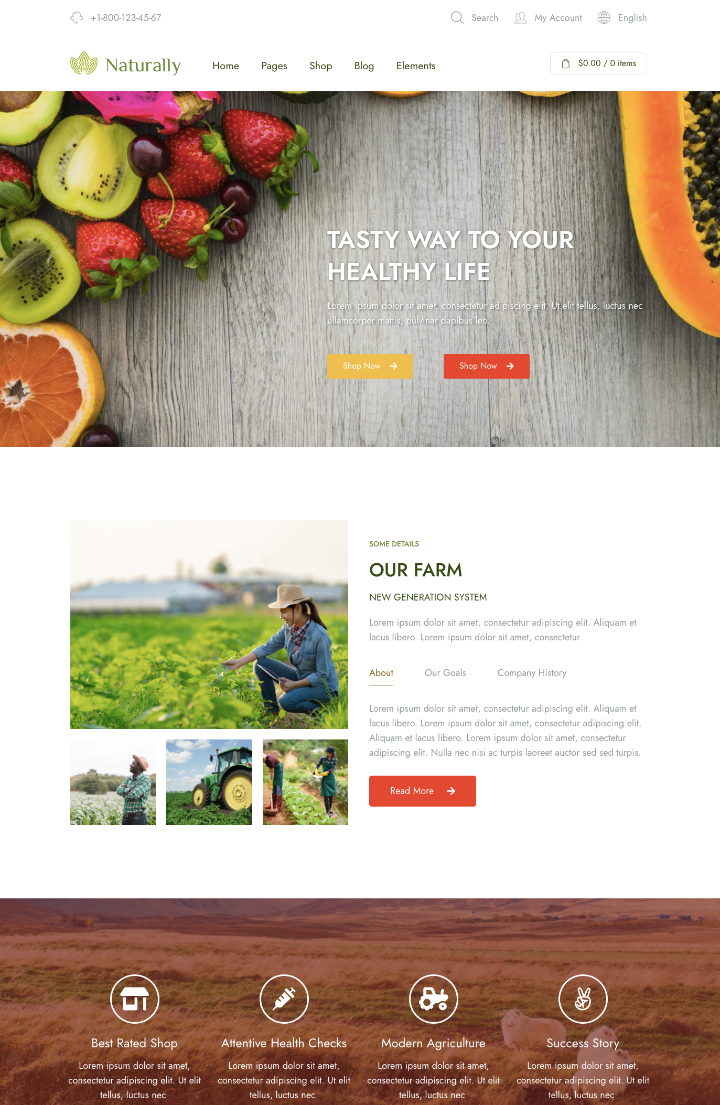 +1-800-123-45-67
Search
My Account
English
Naturally
Home
Pages
Shop
Blog
Elements
$0.00 / 0 items
TASTY WAY TO YOUR
HEALTHY LIFE
Lorem ipsum dolor sit amet, consectetur adipiscing elit. Ut elit tellus, luctus nec
ullamcorper mattis, pulvinar dapibus leo.
Shop Now
Shop Now
SOME DETAILS
OUR FARM
NEW GENERATION SYSTEM
Lorem ipsum dolor sit amet, consectetur adipiscing elit. Aliquam et
lacus libero. Lorem ipsum dolor sit amet, consectetur
About
Our Goals
Company History
Lorem ipsum dolor sit amet, consectetur adipiscing elit. Aliquam et
lacus libero. Lorem ipsum dolor sit amet, consectetur adipiscing elit.
Aliquam et lacus libero. Lorem ipsum dolor sit amet, consectetur
adipiscing elit. Nulla nec nisi ac turpis laoreet auctor sed sed turpis.
Read More
Best Rated Shop
Lorem ipsum dolor sit amet,
consectetur adipiscing elit. Ut elit
tellus, luctus nec
Attentive Health Checks
Lorem ipsum dolor sit amet,
consectetur adipiscing elit. Ut elit
tellus, luctus nec
Modern Agriculture
Lorem ipsum dolor sit amet,
consectetur adipiscing elit. Ut elit
tellus, luctus nec
Success Story
Lorem ipsum dolor sit amet,
consectetur adipiscing elit. Ut elit
tellus, luctus nec